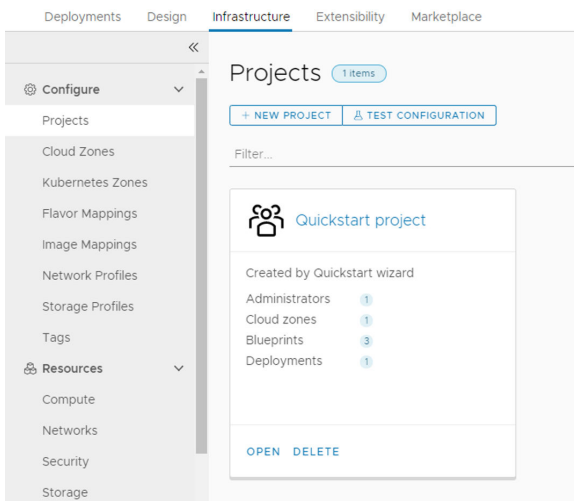 Deployments Design Infrastructure Extensibility Marketplace
«
Configure
Projects
Cloud Zones
Kubernetes Zones
Flavor Mappings
Image Mappings
Network Profiles
Storage Profiles
Tags
Resources
Compute
Networks
Security
Storage
Projects 1 items
+ NEW PROJECT TEST CONFIGURATION
Filter...
Quickstart project
Created by Quickstart wizard
Administrators 1
Cloud zones 1
Blueprints 3
Deployments 1
OPEN DELETE